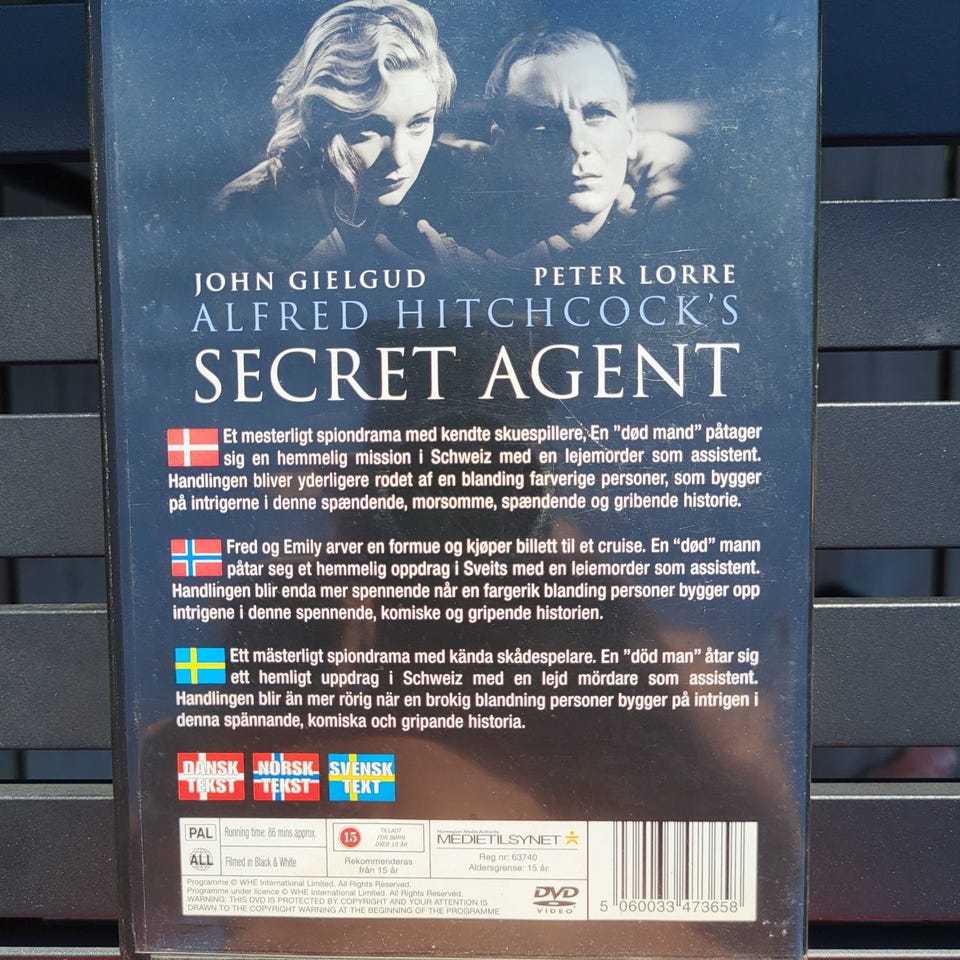 JOHN GIELGUD PETER LORRE
ALFRED HITCHCOCK'S
SECRET AGENT
Et mesterligt spiondrama med kendte skuespillere, En ”død mand” påtager
sig en hemmelig mission i Schweiz med en lejemorder som assistent.
Handlingen bliver yderligere rodet af en blanding farverige personer, som bygger
på intrigerne i denne spændende, morsomme, spændende og gribende historie.
Fred og Emily arver en formue og kjøper billett til et cruise. En “død” mann
påtar seg et hemmelig oppdrag i Sveits med en leiemorder som assistent.
Handlingen blir enda mer spennende når en fargerik blanding personer bygger opp
intrigene i denne spennende, komiske og gripende historien.
Ett mästerligt spiondrama med kända skådespelare. En ”död man” åtar sig
ett hemligt uppdrag i Schweiz med en lejd mördare som assistent.
Handlingen blir än mer rörig när en brokig blandning personer bygger på intrigen i
denna spännande, komiska och gripande historia.
DANSK TEKST
NORSK TEKST
SVENSK TEXT
PAL Running time: 86 mins approx.
ALL Filmed in Black & White
15 TILLADT FOR BØRN OVER 15 ÅR
Rekommenderas
från 15 år
Norwegian Media Authority
MEDIETILSYNET
Reg nr: 63740
Aldersgrense: 15 år
Programme © WHE International Limited. All Rights Reserved.
Programme under licence © WHE International Limited. All Rights Reserved.
WARNING: THIS DVD IS PROTECTED BY COPYRIGHT AND YOUR ATTENTION IS
DRAWN TO THE COPYRIGHT WARNING AT THE BEGINNING OF THE PROGRAMME
DVD
VIDEO
5 060033 473658